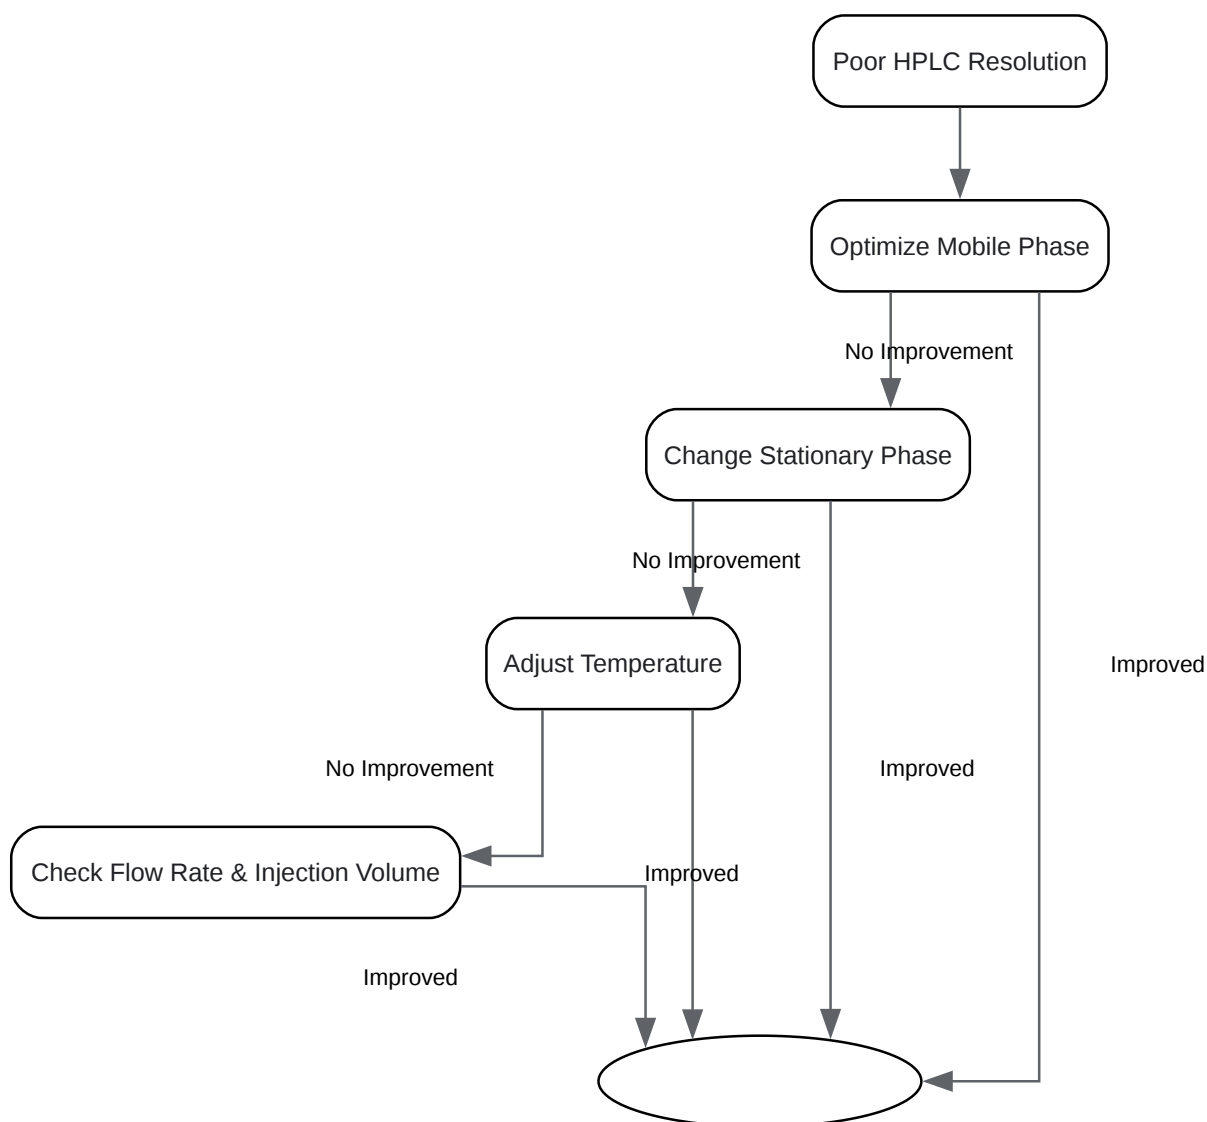 Poor HPLC Resolution
Optimize Mobile Phase
No Improvement
Change Stationary Phase
No Improvement
Adjust Temperature
Improved
No Improvement
Improved
Check Flow Rate & Injection Volume
Improved
Improved